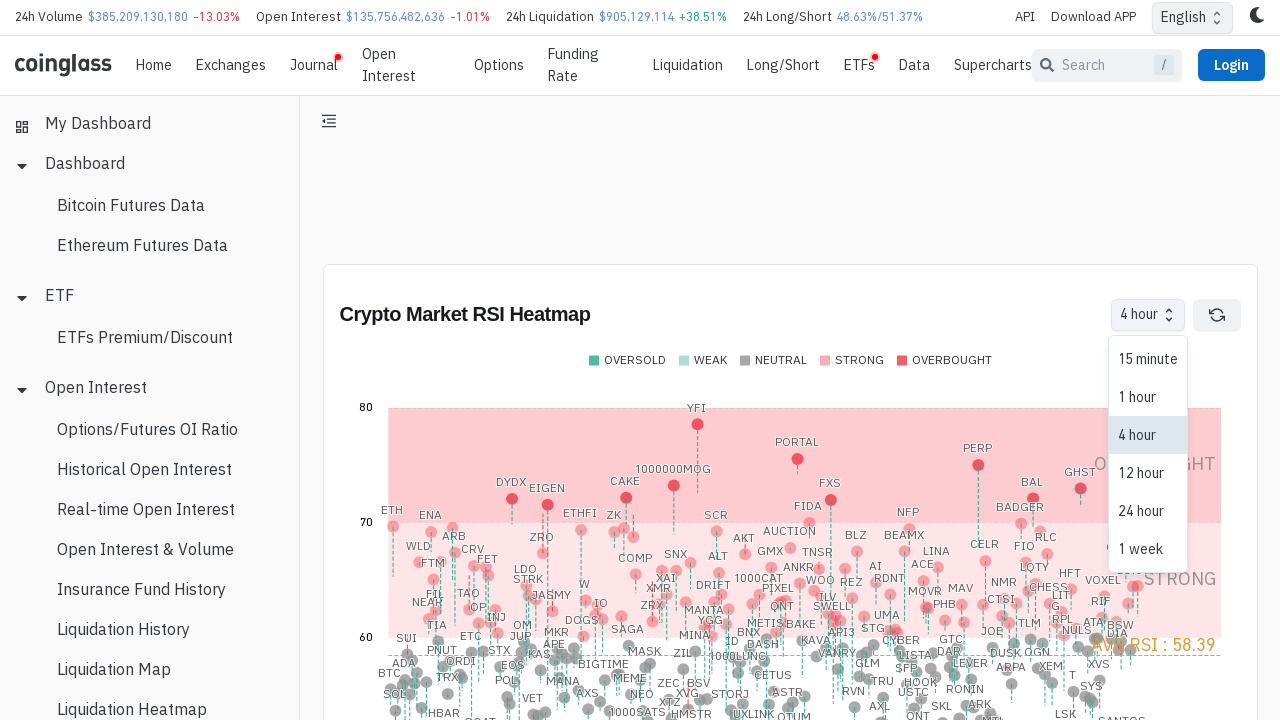 24h Volume $385,209,130,180 -13.03% Open Interest $135,756,482,636 -1.01% 24h Liquidation $905,129,114 +38.51% 24h Long/Short 48.63%/51.37% API Download APP English
coinglass Home Exchanges Journal Open Interest Options Funding Rate Liquidation Long/Short ETFs Data Supercharts Search / Login
My Dashboard
Dashboard
Bitcoin Futures Data
Ethereum Futures Data
ETF
ETFs Premium/Discount
Open Interest
Options/Futures OI Ratio
Historical Open Interest
Real-time Open Interest
Open Interest & Volume
Insurance Fund History
Liquidation History
Liquidation Map
Liquidation Heatmap
Crypto Market RSI Heatmap
4 hour
15 minute
1 hour
4 hour
12 hour
24 hour
1 week
OVERSOLD WEAK NEUTRAL STRONG OVERBOUGHT
80
YFI
PORTAL
PERP
1000000MOG
GHST
DYDX EIGEN CAKE FXS BAL
ETH ENA ETHFI ZK SCR FIDA NFP BADGER
70
ARB ZRO AUCTION BLZ BEAMX RLC
WLD CRV COMP SNX ALT AKT GMX TNSR LINA CELR FIO
FTM FET LDO ANKR AI ACE LQTY
STRK W XAI DRIFT 1000CAT WOO REZ RDNT NMR HFT VOXEL
FIL TAO JASMY XMR PIXEL MOVR MAV CHESS
NEAR OP IO ZRX MANTA QNT ILV PHB CTSI LIT RIF
INJ DOGS YGG SWELL UMA G
STRONG
TIA OM SAGA BNX METIS BAKE API3 STG JOE TLM RPL NULS ATA BSW
60
SUI ETC JUP MKR MINA DASH KAVA CYBER GTC LDIA
AVG RSI : 58.39
PNUT STX KAS APE MASK ZIL 1000LUNC VANRY LISTA DAR DUSK OGN
ADA ORDI EOS BIGTIME GLM SFP LEVER ARPA XEM XVS
BTC TRX POL MANA MEME ZEC BSV CETUS TRU HOOK RONIN T
SOL VET AXS NEO XVG STORJ ASTR RVN USTC SYS
HBAR 1000SATS XTZ HMSTR UXLINK QTUM AXL ONT SKL ARK LSK